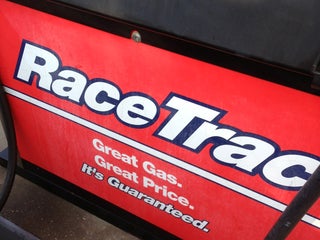 RaceTrac
Great Gas.
Great Price.
It's Guaranteed.